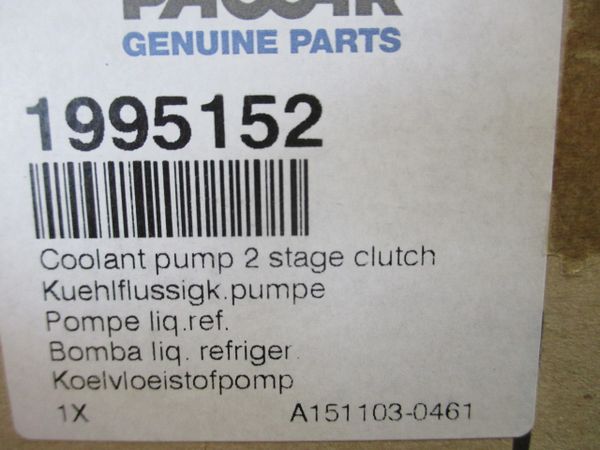 PACCAR
GENUINE PARTS
1995152
Coolant pump 2 stage clutch
Kuehlflussigk.pumpe
Pompe liq.ref.
Bomba liq. refriger.
Koelvloeistofpomp
1X A151103-0461